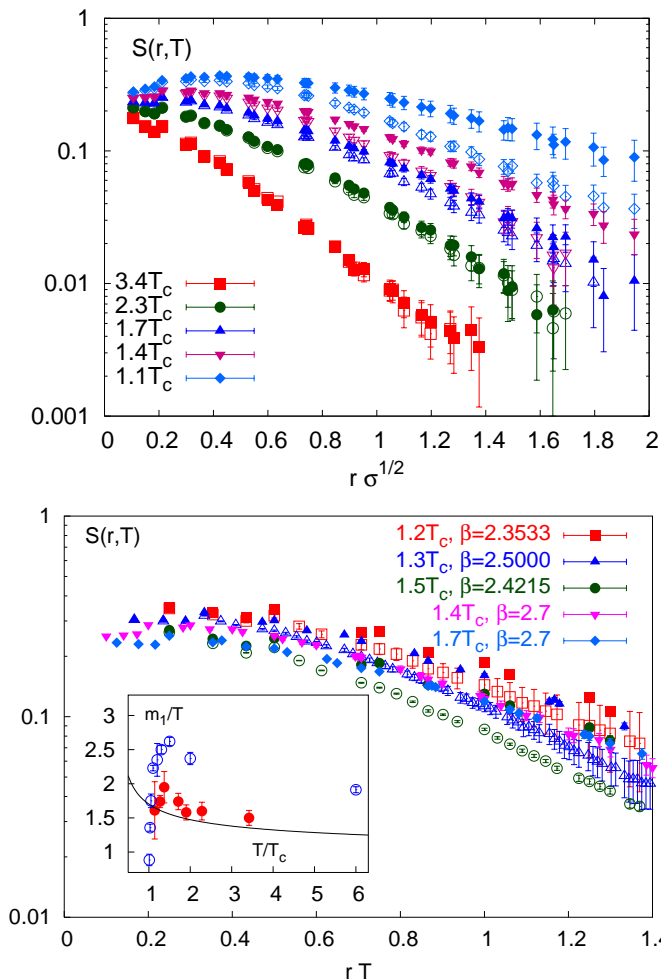 1
S(r,T)
0.1
0.01
3.4T_c
2.3T_c
1.7T_c
1.4T_c
1.1T_c
0.001
0 0.2 0.4 0.6 0.8 1 1.2 1.4 1.6 1.8 2
r σ^{1/2}
1
S(r,T)
1.2T_c, β=2.3533
1.3T_c, β=2.5000
1.5T_c, β=2.4215
1.4T_c, β=2.7
1.7T_c, β=2.7
0.1
m_1/T
3
2.5
2
1.5
1
T/T_c
1 2 3 4 5 6
0.01
0 0.2 0.4 0.6 0.8 1 1.2 1.4
r T